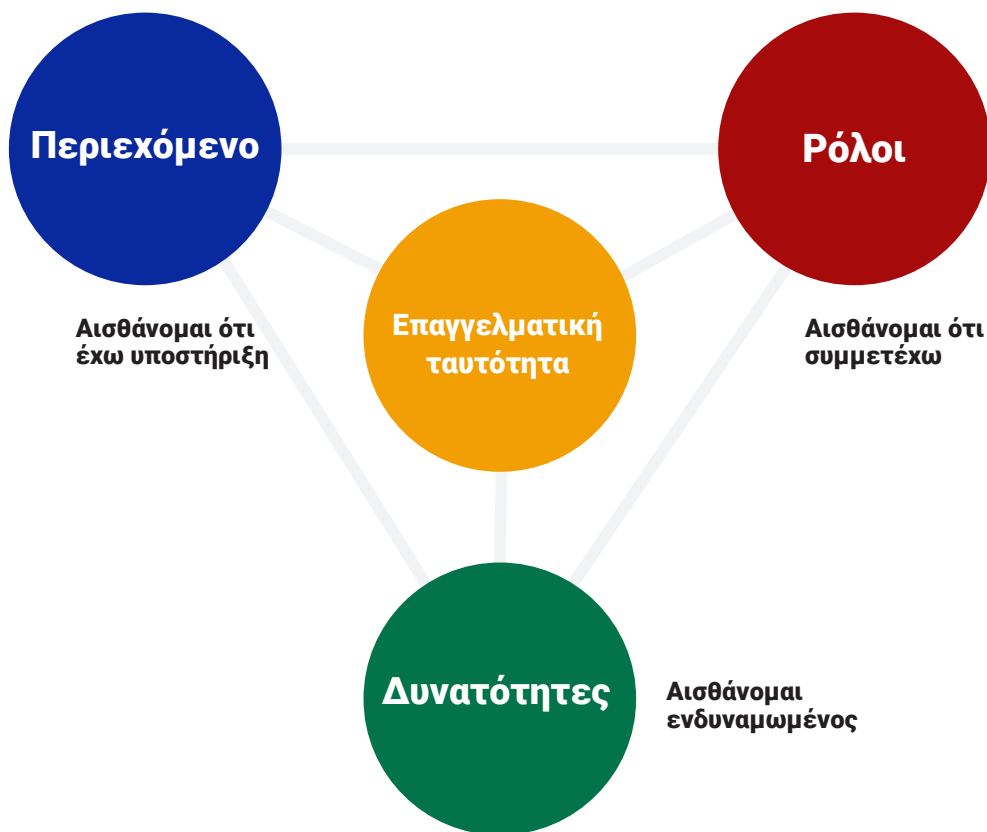 Περιεχόμενο
Ρόλοι
Επαγγελματική
ταυτότητα
Αισθάνομαι ότι
έχω υποστήριξη
Αισθάνομαι ότι
συμμετέχω
Δυνατότητες
Αισθάνομαι
ενδυναμωμένος